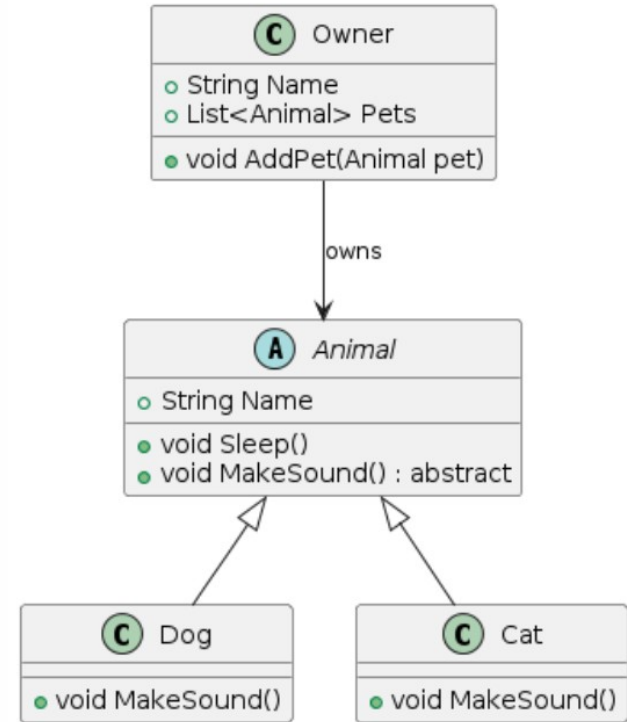 C Owner
String Name
List<Animal> Pets
void AddPet(Animal pet)
owns
A Animal
String Name
void Sleep()
void MakeSound() : abstract
C Dog
void MakeSound()
C Cat
void MakeSound()